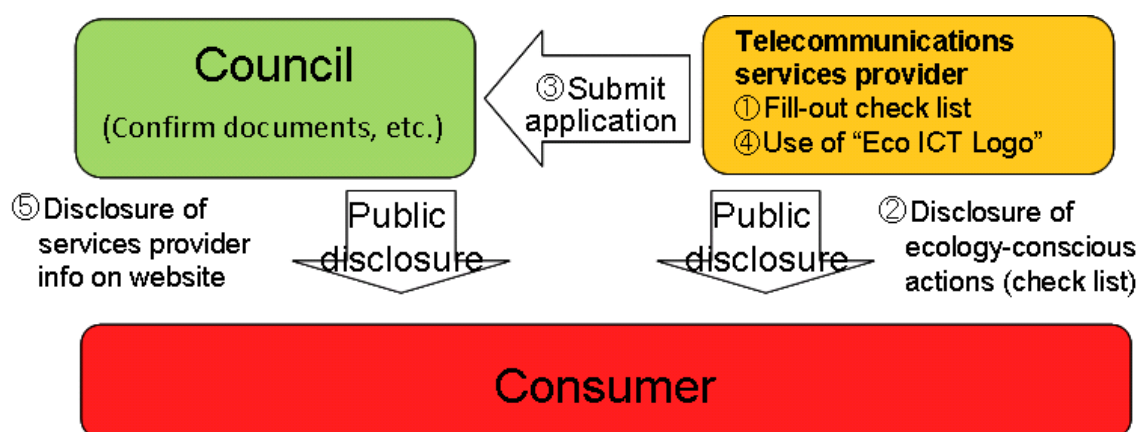 Council
(Confirm documents, etc.)
③Submit
application
Telecommunications
services provider
①Fill-out check list
④Use of “Eco ICT Logo”
⑤Disclosure of
services provider
info on website
Public
disclosure
Public
disclosure
②Disclosure of
ecology-conscious
actions (check list)
Consumer